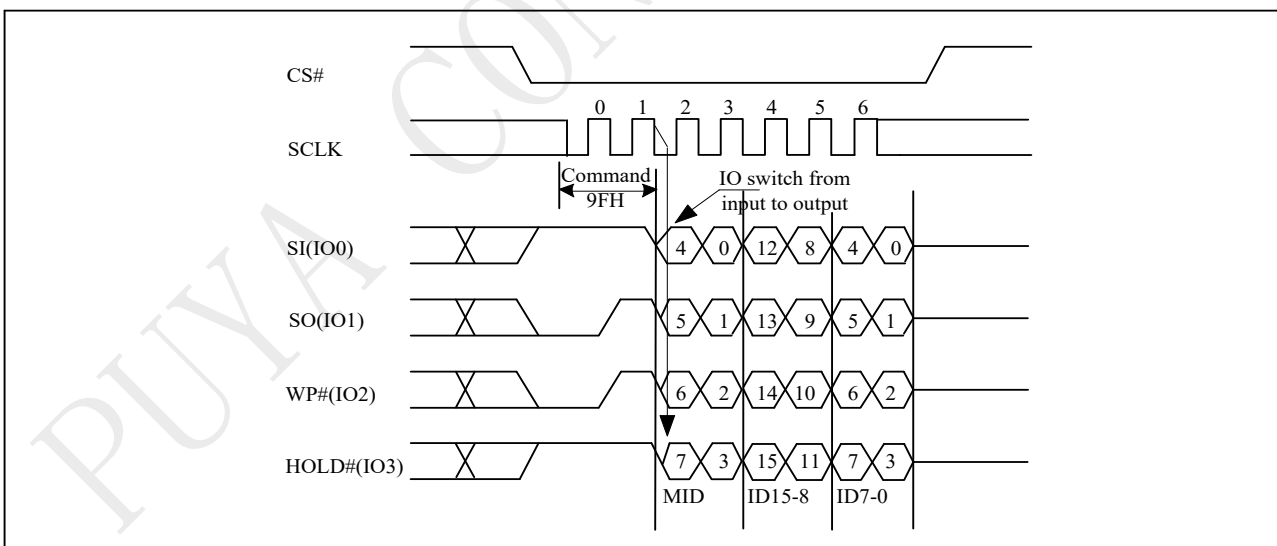 PUYA CON
CS#
0 1 2 3 4 5 6
SCLK
Command
9FH
IO switch from
input to output
SI(IO0)
4 0 12 8 4 0
SO(IO1)
5 1 13 9 5 1
WP#(IO2)
6 2 14 10 6 2
HOLD#(IO3)
7 3 15 11 7 3
MID ID15-8 ID7-0